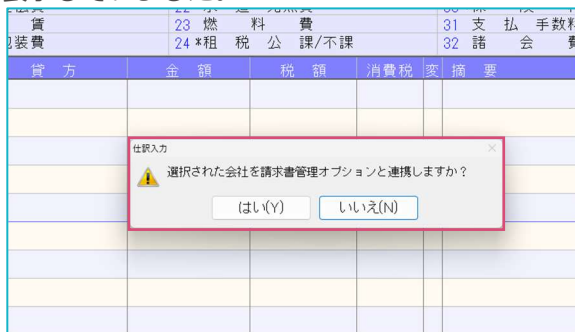 賃 23 燃 料 費 31 支 払 手数料
装費 24 *租 税 公 課/不課 32 諸 会 費
貸 方 金 額 税 額 消費税 変 摘 要
仕訳入力
選択された会社を請求書管理オプションと連携しますか？
はい(Y) いいえ(N)